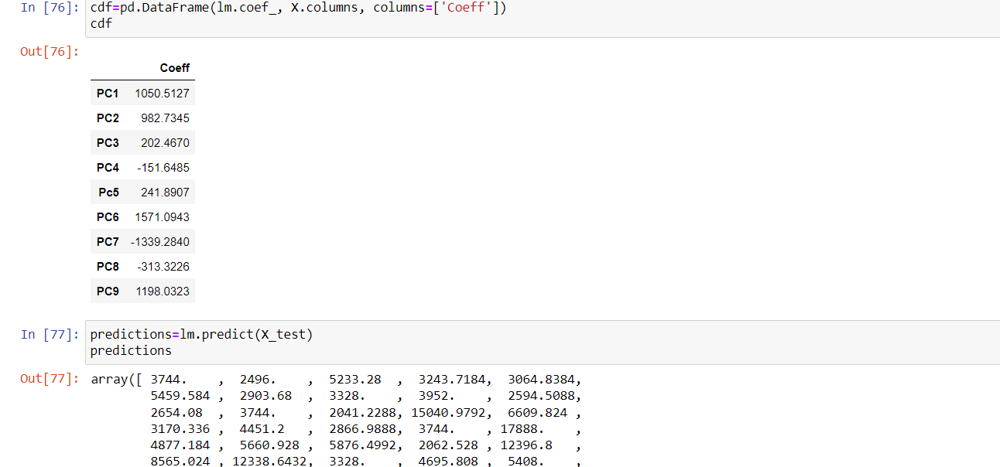 In [76]: cdf=pd.DataFrame(lm.coef_, X.columns, columns=['Coeff'])
cdf
Out[76]:
Coeff
PC1 1050.5127
PC2 982.7345
PC3 202.4670
PC4 -151.6485
Pc5 241.8907
PC6 1571.0943
PC7 -1339.2840
PC8 -313.3226
PC9 1198.0323
In [77]: predictions=lm.predict(X_test)
predictions
Out[77]: array([ 3744. , 2496. , 5233.28 , 3243.7184, 3064.8384,
5459.584 , 2903.68 , 3328. , 3952. , 2594.5088,
2654.08 , 3744. , 2041.2288, 15040.9792, 6609.824 ,
3170.336 , 4451.2 , 2866.9888, 3744. , 17888. ,
4877.184 , 5660.928 , 5876.4992, 2062.528 , 12396.8 ,
8565.024 , 12338.6432, 3328. , 4695.808 , 5408. ,